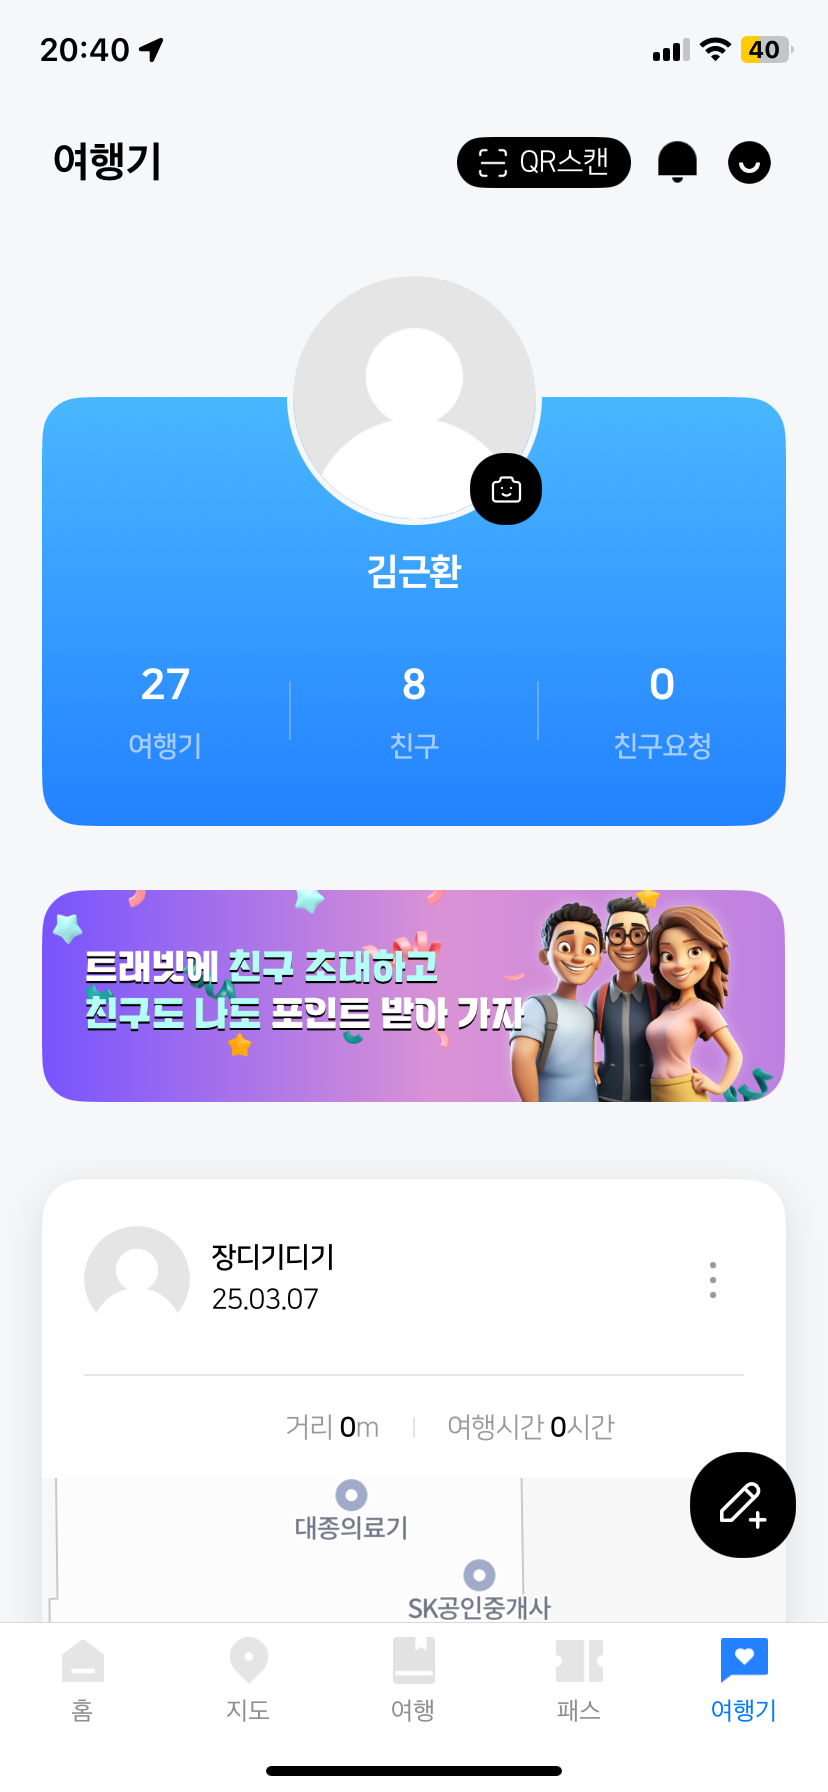 20:40
40
여행기
QR스캔
김근환
27
8
0
여행기
친구
친구요청
트래빗에 친구 초대하고
친구도 나도 포인트 받아 가자
장디기디기
25.03.07
거리 0m
여행시간 0시간
대종의료기
SK공인중개사
홈
지도
여행
패스
여행기